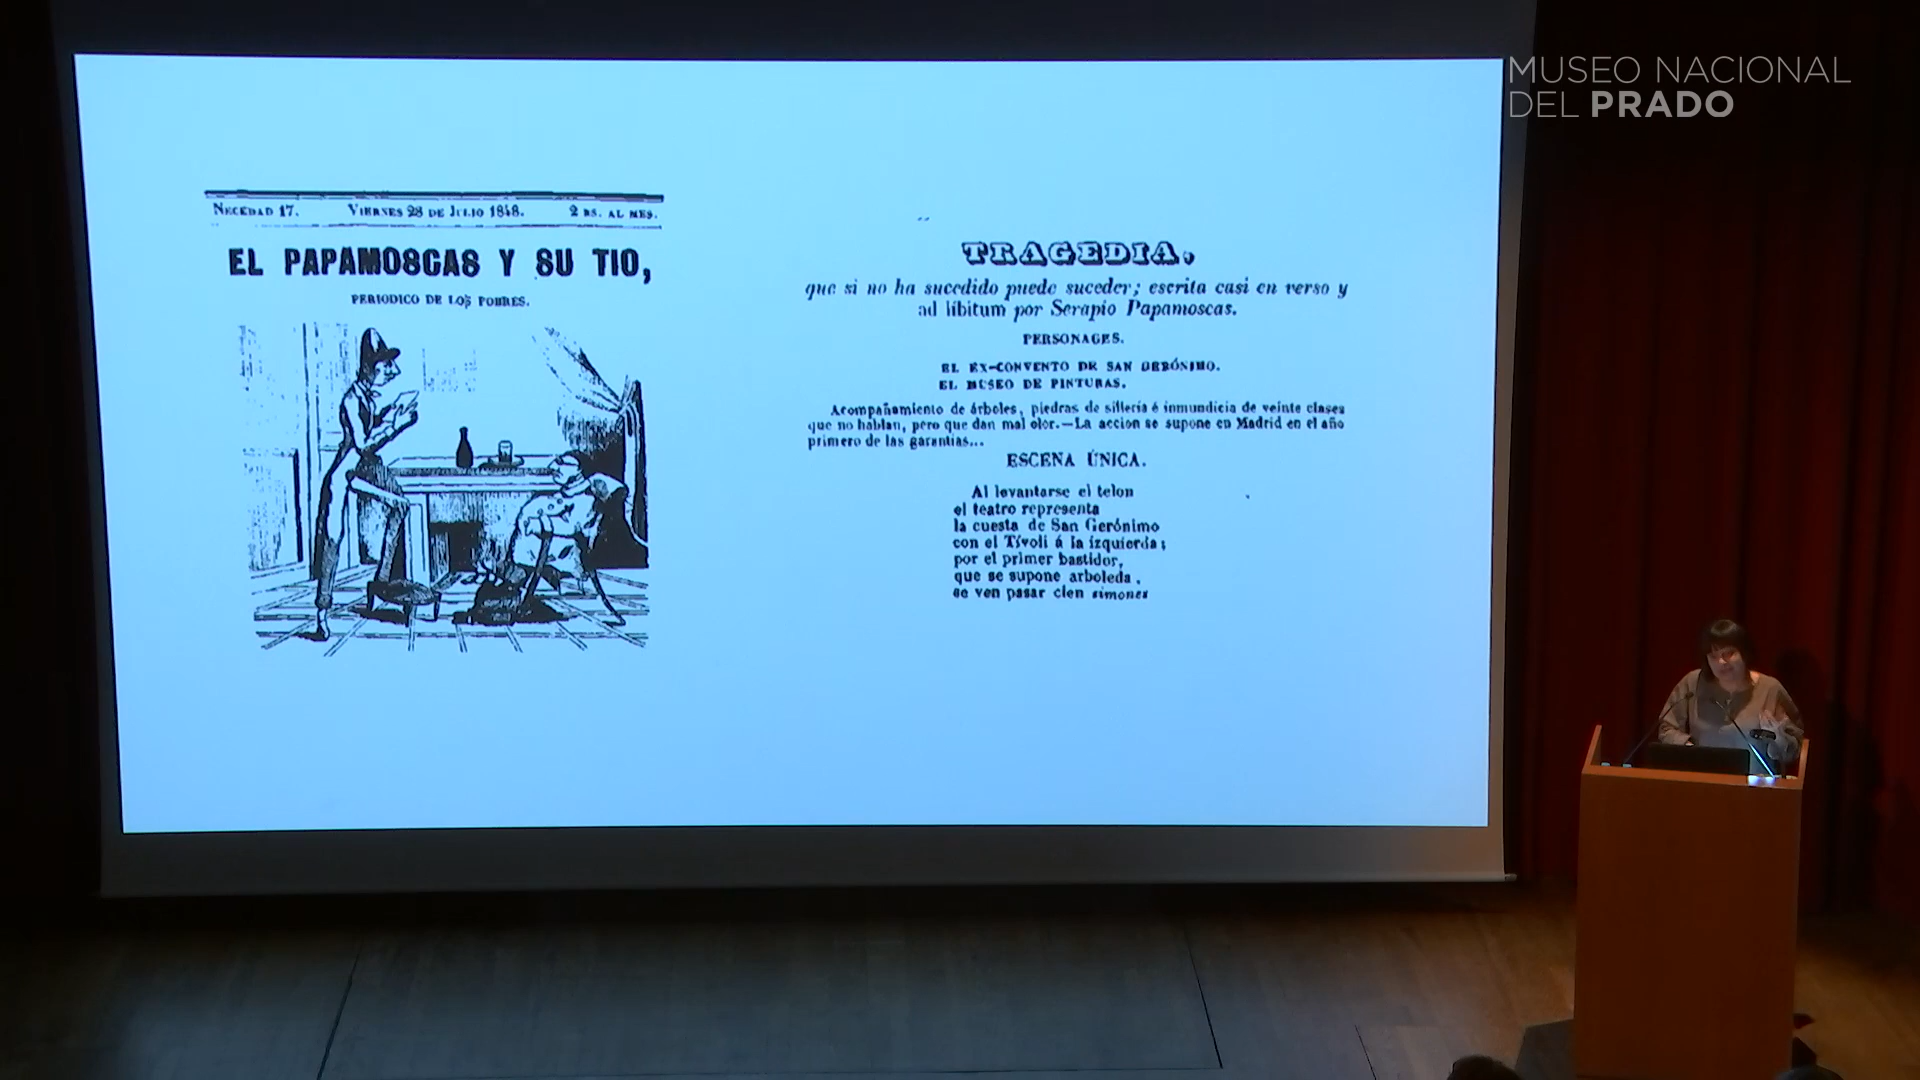 MUSEO NACIONAL
DEL PRADO
NECEDAD 17. VIERNES 28 DE JULIO 1848. 2 RS. AL MES.
EL PAPAMOSCAS Y SU TIO,
PERIODICO DE LOS POBRES.
TRAGEDIA,
que si no ha sucedido puede suceder; escrita casi en verso y
ad líbitum por Serapio Papamoscas.
PERSONAGES.
EL EX-CONVENTO DE SAN GERÓNIMO.
EL MUSEO DE PINTURAS.
Acompañamiento de árboles, piedras de sillería é inmundicia de veinte clases
que no hablan, pero que dan mal olor.—La accion se supone en Madrid en el año
primero de las garantías...
ESCENA ÚNICA.
Al levantarse el telon
el teatro representa
la cuesta de San Gerónimo
con el Tívoli á la izquierda;
por el primer bastidor,
que se supone arboleda,
se ven pasar cien simones